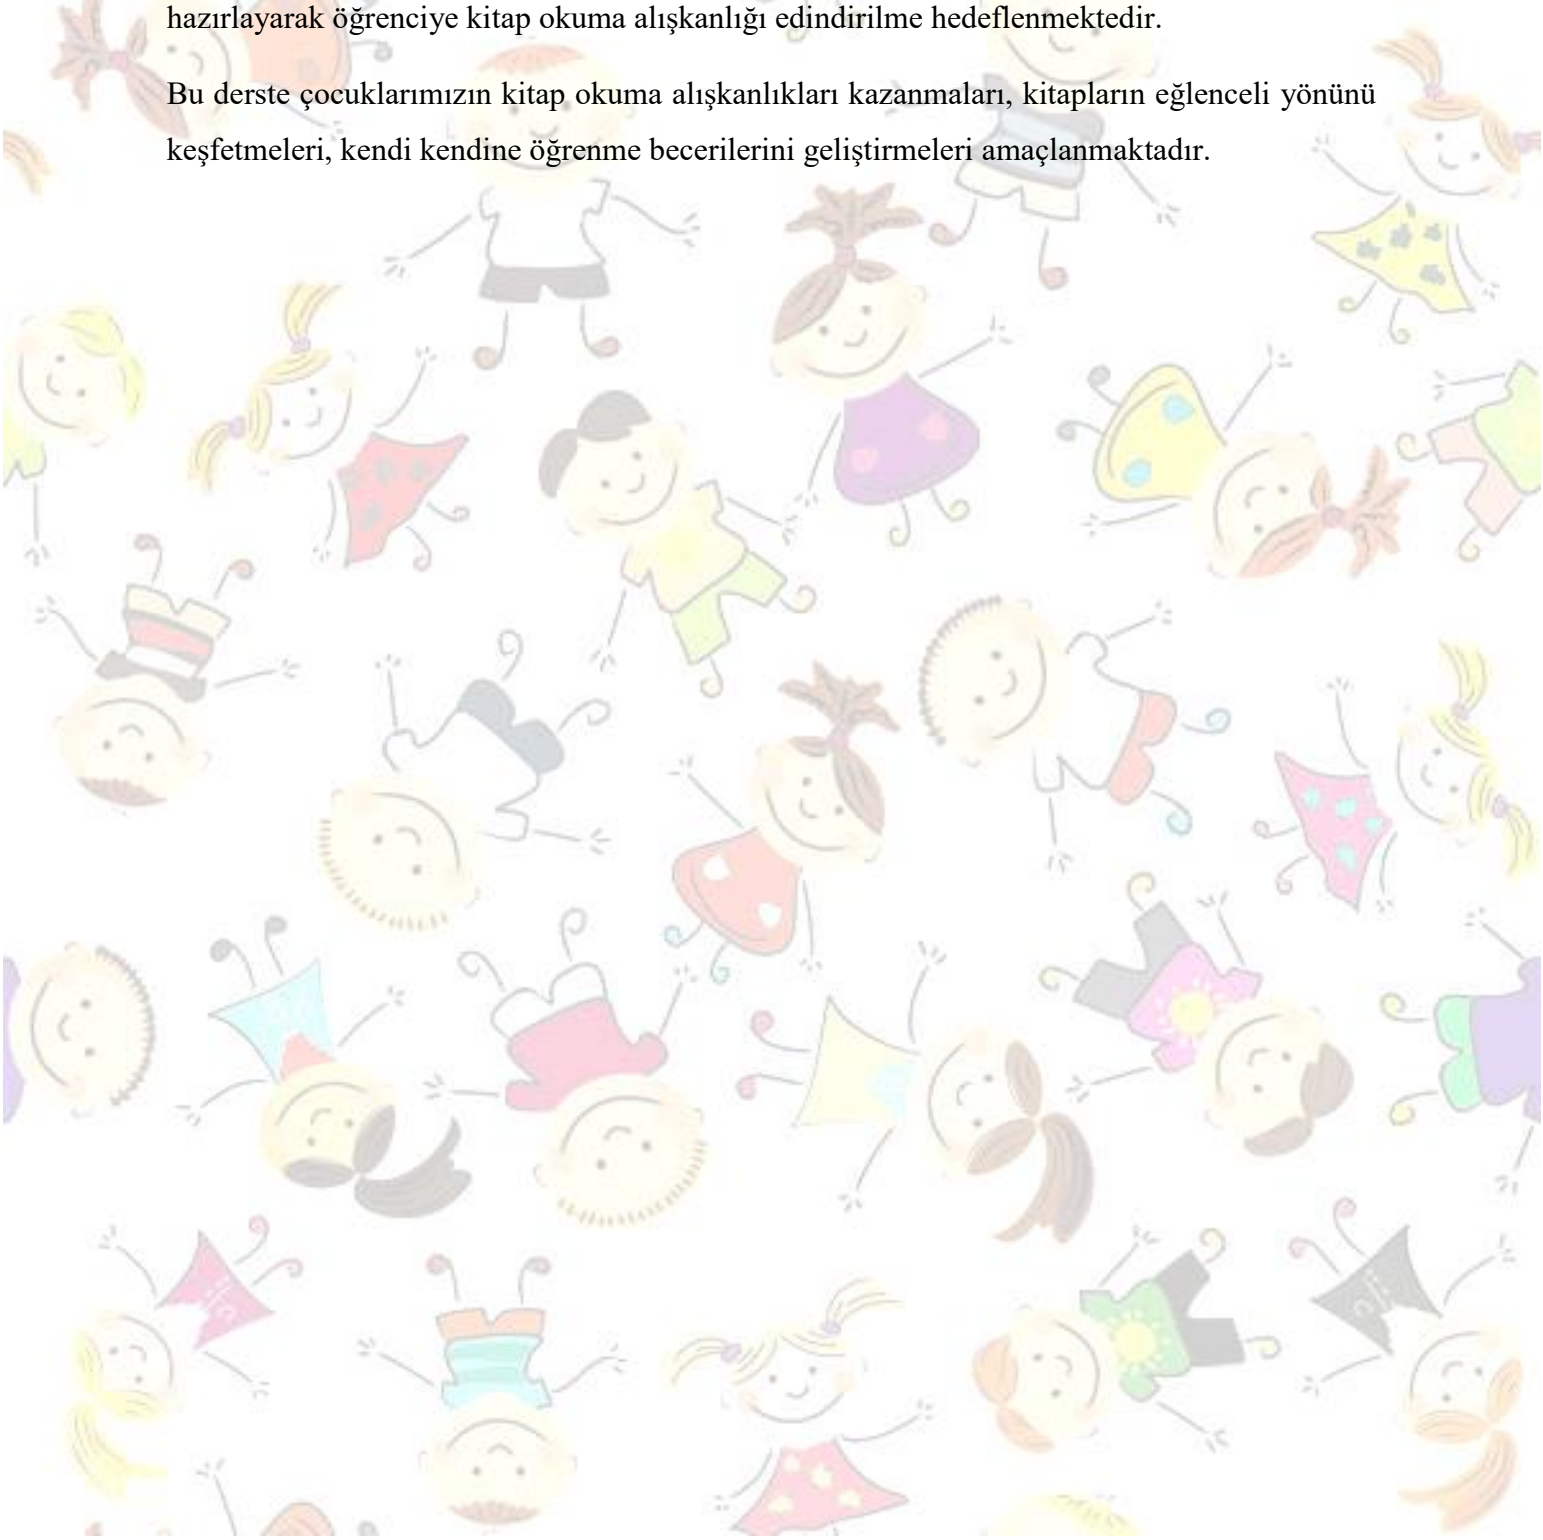 hazırlayarak öğrenciye kitap okuma alışkanlığı edindirilme hedeflenmektedir.
Bu derste çocuklarımızın kitap okuma alışkanlıkları kazanmaları, kitapların eğlenceli yönünü
keşfetmeleri, kendi kendine öğrenme becerilerini geliştirmeleri amaçlanmaktadır.